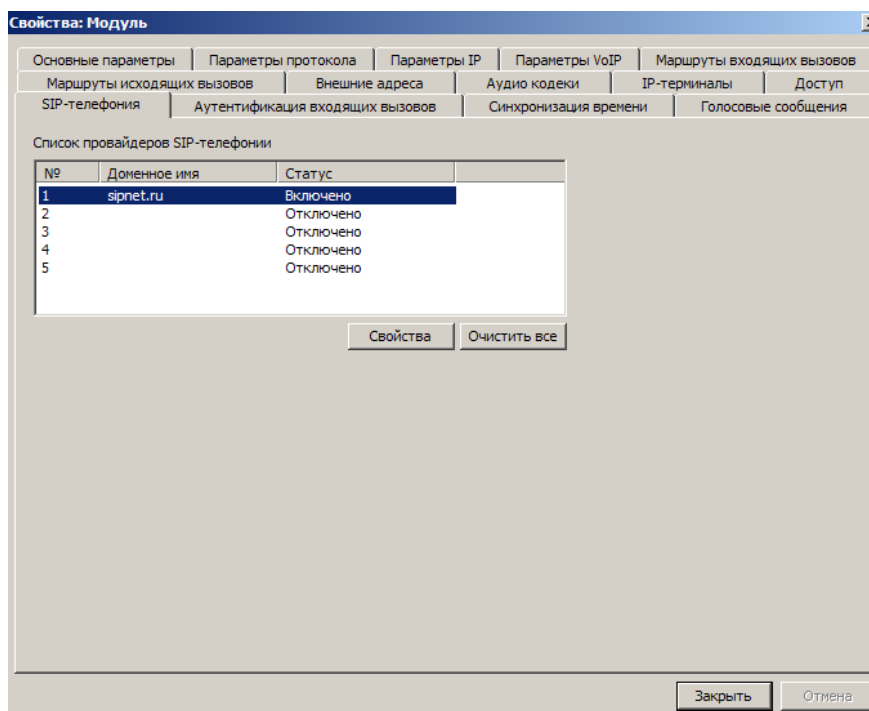 Свойства: Модуль
Основные параметры Параметры протокола Параметры IP Параметры VoIP Маршруты входящих вызовов
Маршруты исходящих вызовов Внешние адреса Аудио кодеки IP-терминалы Доступ
SIP-телефония Аутентификация входящих вызовов Синхронизация времени Голосовые сообщения
Список провайдеров SIP-телефонии
№ Доменное имя Статус
1 sipnet.ru Включено
2 Отключено
3 Отключено
4 Отключено
5 Отключено
Свойства Очистить все
Закрыть Отмена